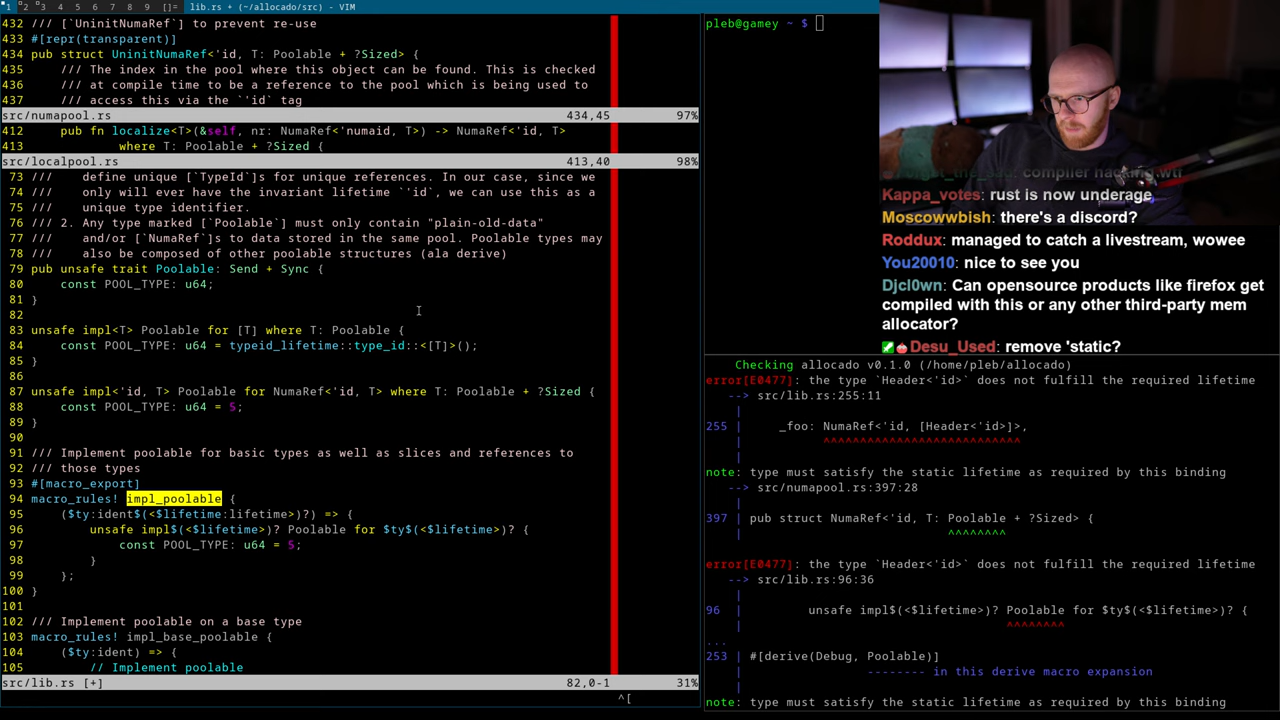 1 2 3 4 5 6 7 8 9 []= lib.rs + (~/allocado/src) - VIM
432 /// [`UninitNumaRef`] to prevent re-use
433 #[repr(transparent)]
434 pub struct UninitNumaRef<'id, T: Poolable + ?Sized> {
435     /// The index in the pool where this object can be found. This is checked
436     /// at compile time to be a reference to the pool which is being used to
437     /// access this via the `'id` tag
src/numapool.rs 434,45 97%
412     pub fn localize<T>(&self, nr: NumaRef<'numaid, T>) -> NumaRef<'id, T>
413             where T: Poolable + ?Sized {
src/localpool.rs 413,40 98%
73 ///    define unique [`TypeId`]s for unique references. In our case, since we
74 ///    only will ever have the invariant lifetime `'id`, we can use this as a
75 ///    unique type identifier.
76 /// 2. Any type marked [`Poolable`] must only contain "plain-old-data"
77 ///    and/or [`NumaRef`]s to data stored in the same pool. Poolable types may
78 ///    also be composed of other poolable structures (ala derive)
79 pub unsafe trait Poolable: Send + Sync {
80     const POOL_TYPE: u64;
81 }
82
83 unsafe impl<T> Poolable for [T] where T: Poolable {
84     const POOL_TYPE: u64 = typeid_lifetime::type_id::<[T]>();
85 }
86
87 unsafe impl<'id, T> Poolable for NumaRef<'id, T> where T: Poolable + ?Sized {
88     const POOL_TYPE: u64 = 5;
89 }
90
91 /// Implement poolable for basic types as well as slices and references to
92 /// those types
93 #[macro_export]
94 macro_rules! impl_poolable {
95     ($ty:ident$(<$lifetime:lifetime>)?) => {
96         unsafe impl$(<$lifetime>)? Poolable for $ty$(<$lifetime>)? {
97             const POOL_TYPE: u64 = 5;
98         }
99     };
100 }
101
102 /// Implement poolable on a base type
103 macro_rules! impl_base_poolable {
104     ($ty:ident) => {
105         // Implement poolable
src/lib.rs [+] 82,0-1 31%
^[
pleb@gamey ~ $
Kappa_votes: rust is now underage
Moscowwbish: there's a discord?
Roddux: managed to catch a livestream, wowee
You20010: nice to see you
Djcl0wn: Can opensource products like firefox get
compiled with this or any other third-party mem
allocator?
Desu_Used: remove 'static?
Checking allocado v0.1.0 (/home/pleb/allocado)
error[E0477]: the type `Header<'id>` does not fulfill the required lifetime
--> src/lib.rs:255:11
|
255 |     _foo: NumaRef<'id, [Header<'id>]>,
|           ^^^^^^^^^^^^^^^^^^^^^^^^^^^
|
note: type must satisfy the static lifetime as required by this binding
--> src/numapool.rs:397:28
|
397 | pub struct NumaRef<'id, T: Poolable + ?Sized> {
|                            ^^^^^^^^
error[E0477]: the type `Header<'id>` does not fulfill the required lifetime
--> src/lib.rs:96:36
|
96 |         unsafe impl$(<$lifetime>)? Poolable for $ty$(<$lifetime>)? {
|                                    ^^^^^^^^
...
253 | #[derive(Debug, Poolable)]
|                 -------- in this derive macro expansion
|
note: type must satisfy the static lifetime as required by this binding